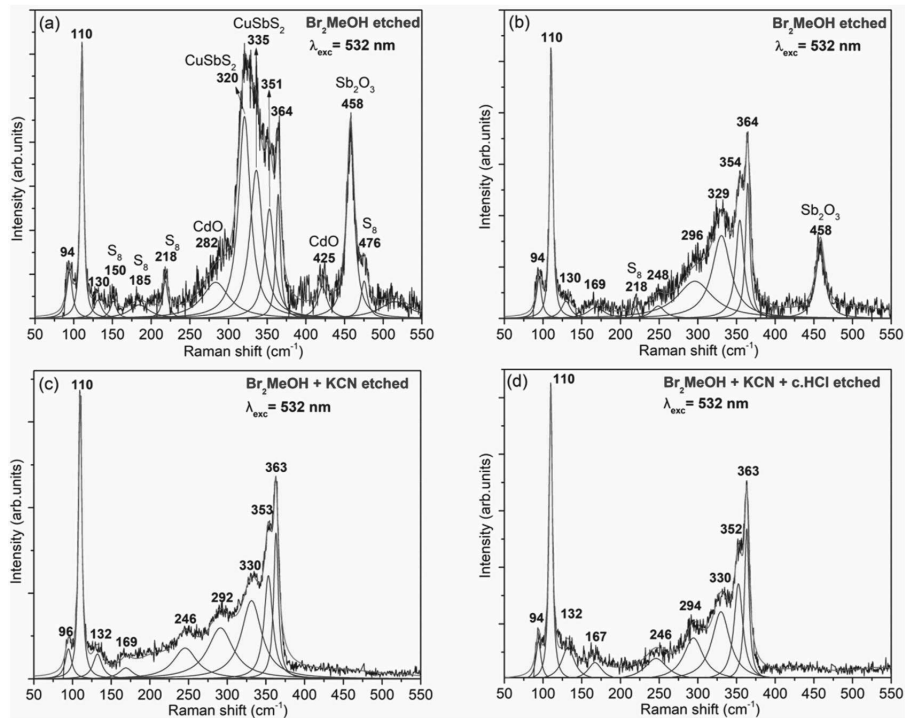 (a) Br₂MeOH etched
λexc= 532 nm
110
CuSbS₂
335
CuSbS₂
320
351
364
Sb₂O₃
458
94
130
S₈
150
S₈
185
S₈
218
CdO
282
CdO
425
S₈
476
Intensity (arb.units)
50 100 150 200 250 300 350 400 450 500 550
Raman shift (cm⁻¹)
(b) Br₂MeOH etched
λexc= 532 nm
110
364
354
329
Sb₂O₃
458
296
94
130
169
S₈
218
248
Intensity (arb.units)
50 100 150 200 250 300 350 400 450 500 550
Raman shift (cm⁻¹)
(c) Br₂MeOH + KCN etched
λexc= 532 nm
110
363
353
330
292
246
96
132
169
Intensity (arb.units)
50 100 150 200 250 300 350 400 450 500 550
Raman shift (cm⁻¹)
(d) Br₂MeOH + KCN + c.HCl etched
λexc= 532 nm
110
363
352
330
294
94
132
167
246
Intensity (arb.units)
50 100 150 200 250 300 350 400 450 500 550
Raman shift (cm⁻¹)